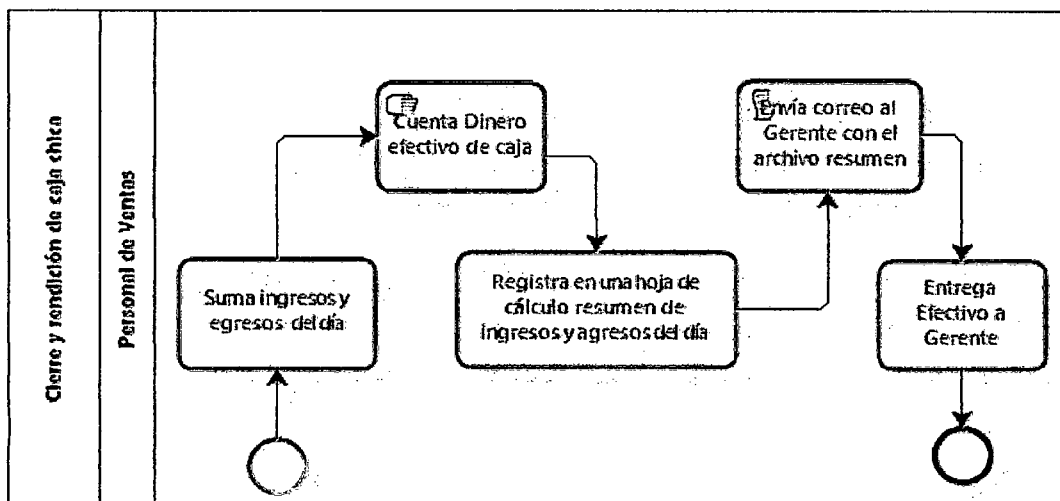 Cierre y rendición de caja chica
Personal de Ventas
Suma ingresos y
egresos del día
Cuenta Dinero
efectivo de caja
Registra en una hoja de
cálculo resumen de
ingresos y agresos del día
Envía correo al
Gerente con el
archivo resumen
Entrega
Efectivo a
Gerente